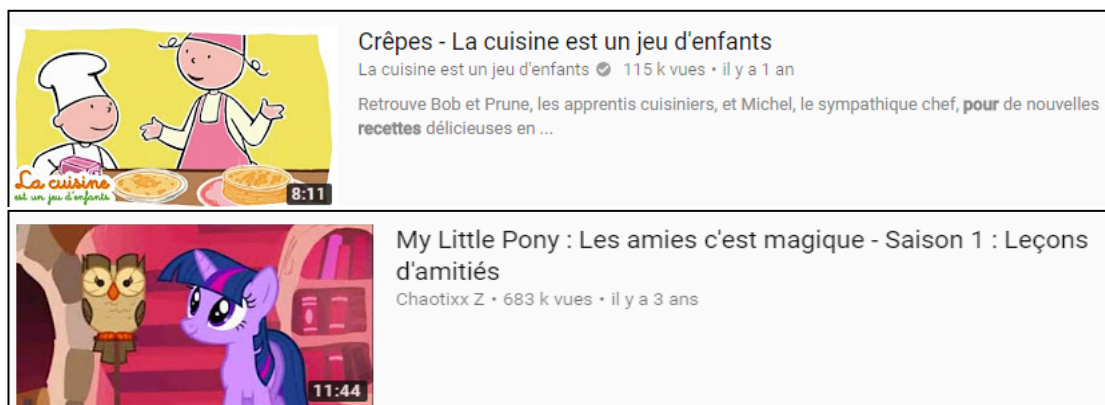 Crêpes - La cuisine est un jeu d'enfants
La cuisine est un jeu d'enfants 115 k vues • il y a 1 an
Retrouve Bob et Prune, les apprentis cuisiniers, et Michel, le sympathique chef, pour de nouvelles
recettes délicieuses en ...
La cuisine
est un jeu d'enfants
8:11
My Little Pony : Les amies c'est magique - Saison 1 : Leçons
d'amitiés
Chaotixx Z • 683 k vues • il y a 3 ans
11:44